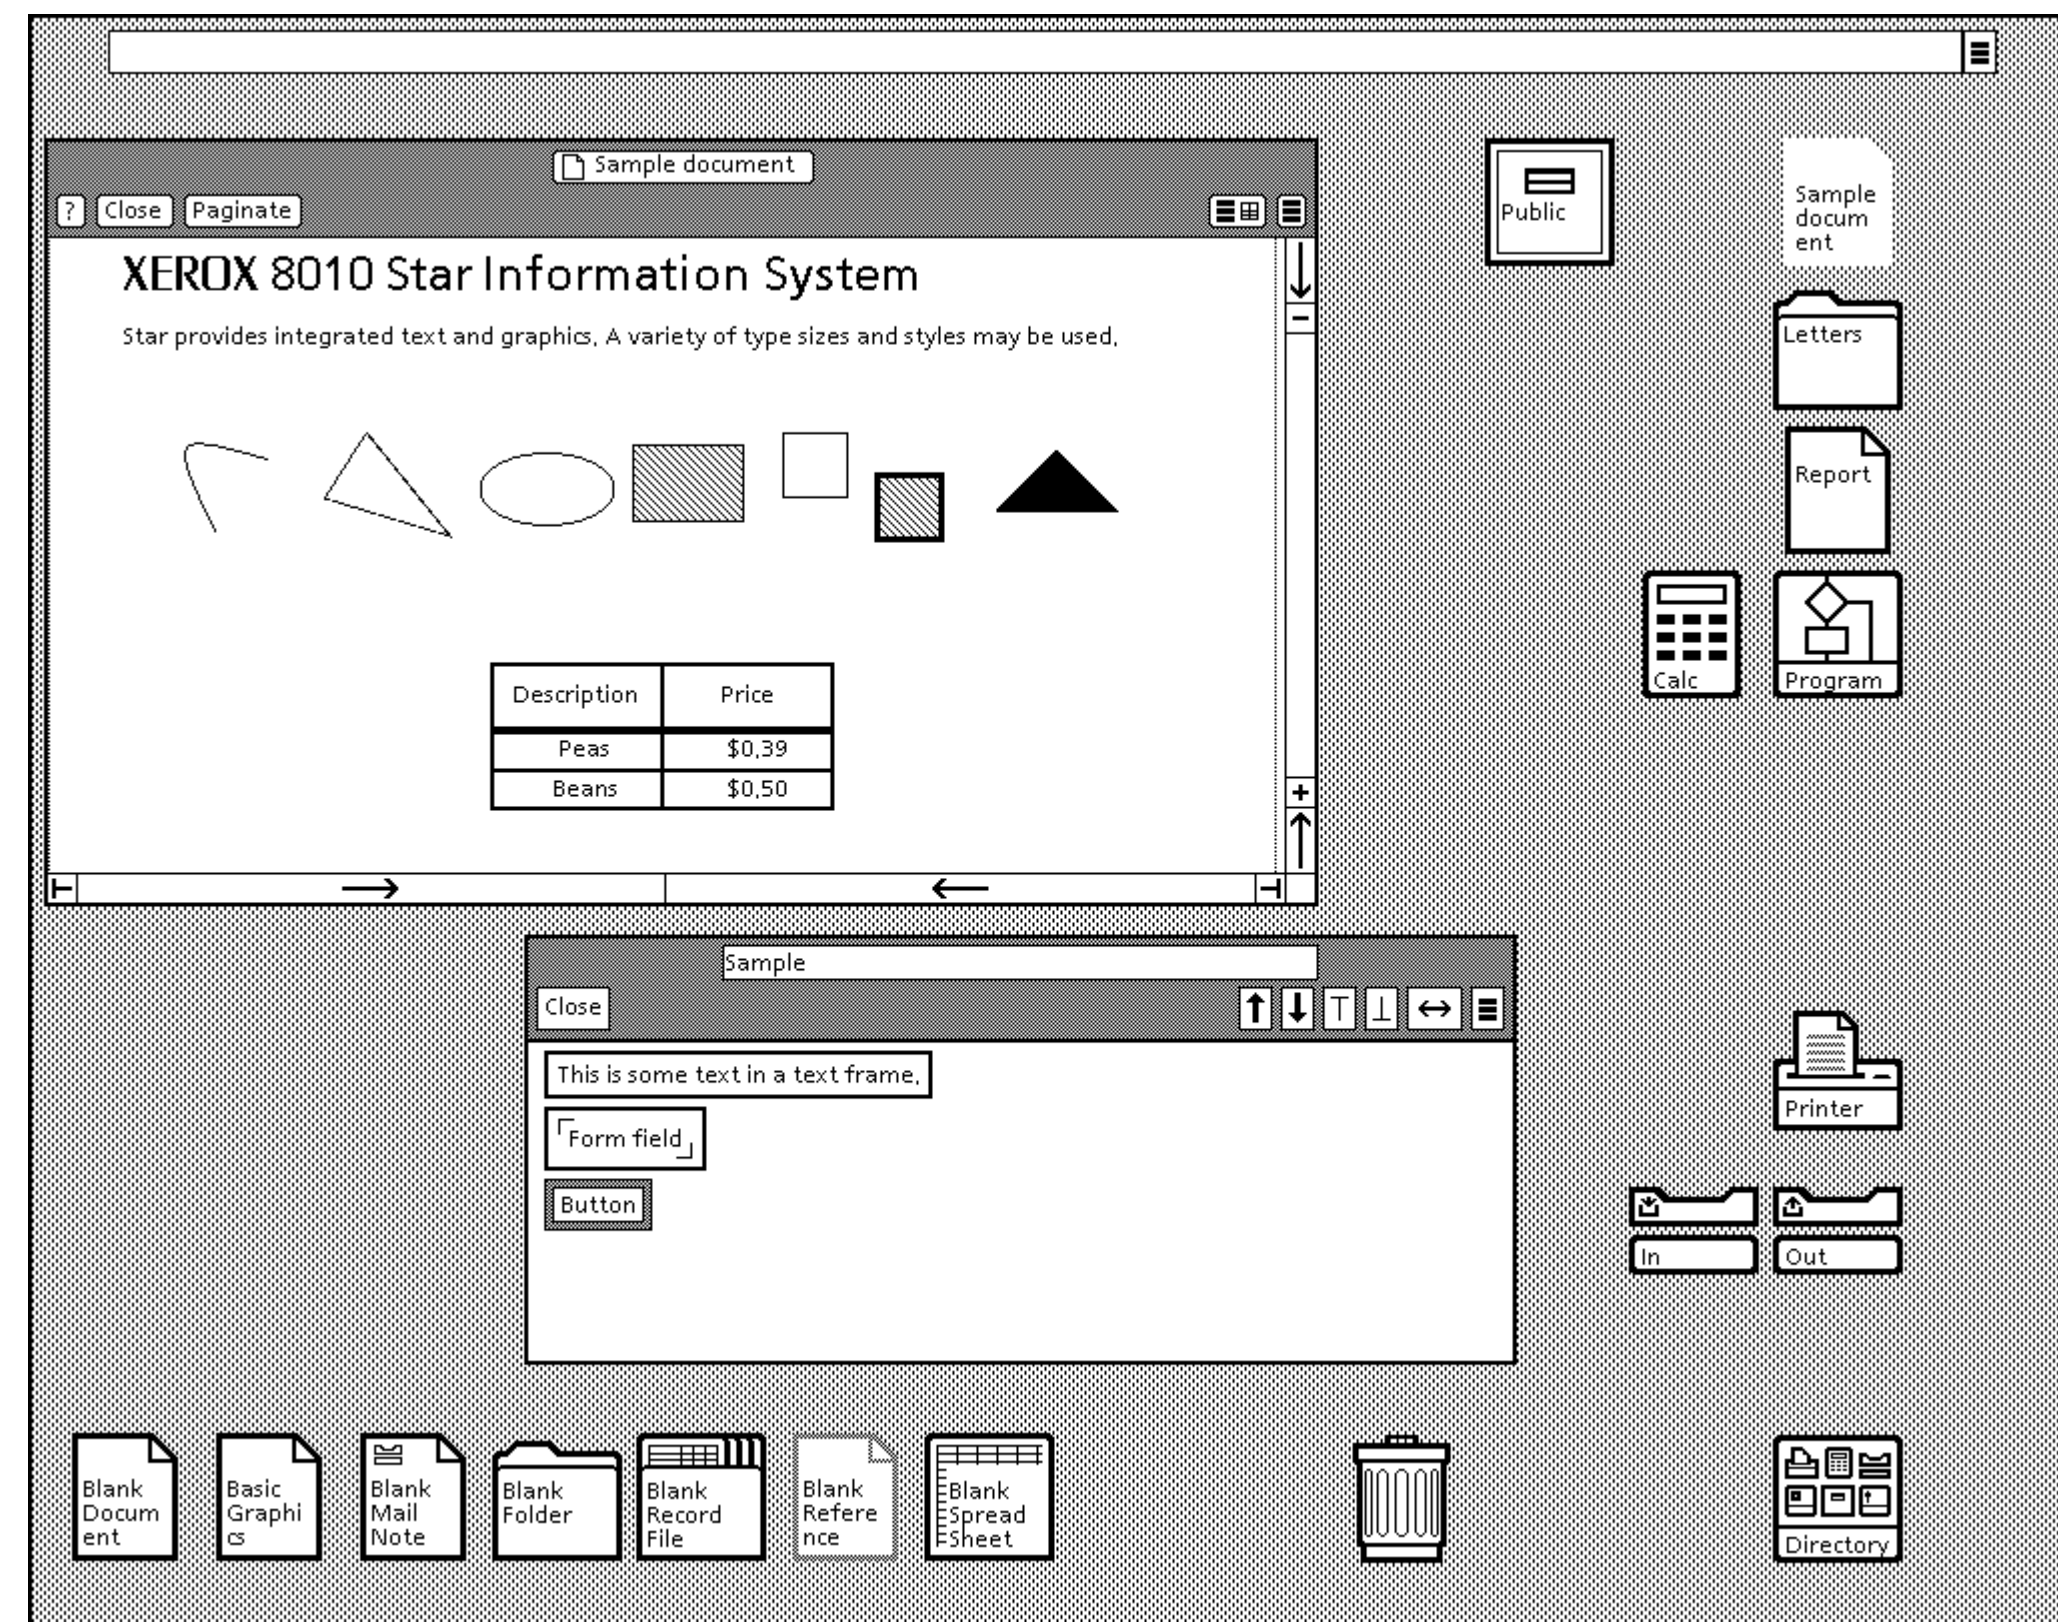 Sample document
? Close Paginate
XEROX 8010 Star Information System
Star provides integrated text and graphics. A variety of type sizes and styles may be used.
Description Price
Peas $0.39
Beans $0.50
Public
Sample
docum
ent
Letters
Report
Calc
Program
Sample
Close
This is some text in a text frame.
Form field
Button
Printer
In
Out
Blank
Docum
ent
Basic
Graphi
cs
Blank
Mail
Note
Blank
Folder
Blank
Record
File
Blank
Refere
nce
Blank
Spread
Sheet
Directory